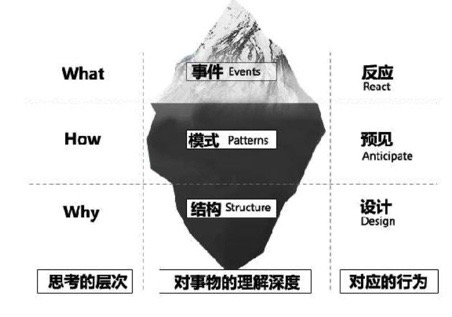 What
事件 Events
反应
React
How
模式 Patterns
预见
Anticipate
Why
结构 Structure
设计
Design
思考的层次
对事物的理解深度
对应的行为